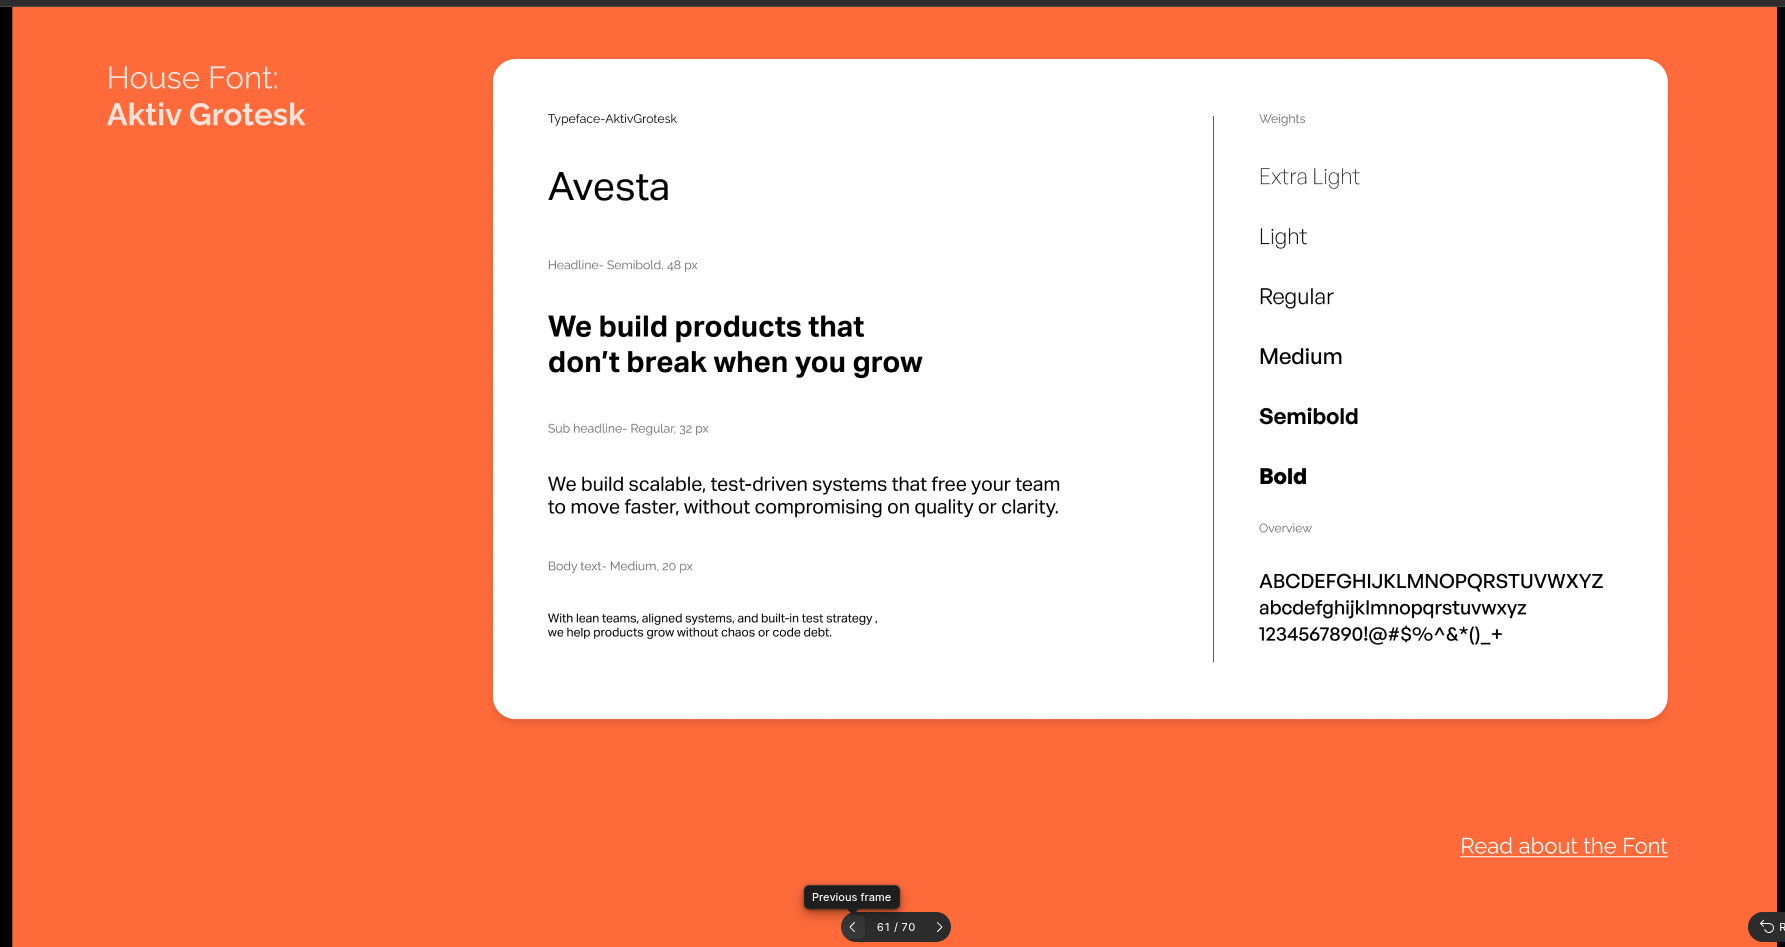 House Font:
Aktiv Grotesk
Typeface-AktivGrotesk
Avesta
Headline- Semibold, 48 px
We build products that
don’t break when you grow
Sub headline- Regular, 32 px
We build scalable, test-driven systems that free your team
to move faster, without compromising on quality or clarity.
Body text- Medium, 20 px
With lean teams, aligned systems, and built-in test strategy ,
we help products grow without chaos or code debt.
Weights
Extra Light
Light
Regular
Medium
Semibold
Bold
Overview
ABCDEFGHIJKLMNOPQRSTUVWXYZ
abcdefghijklmnopqrstuvwxyz
1234567890!@#$%^&*()_+
Read about the Font
Previous frame
61 / 70